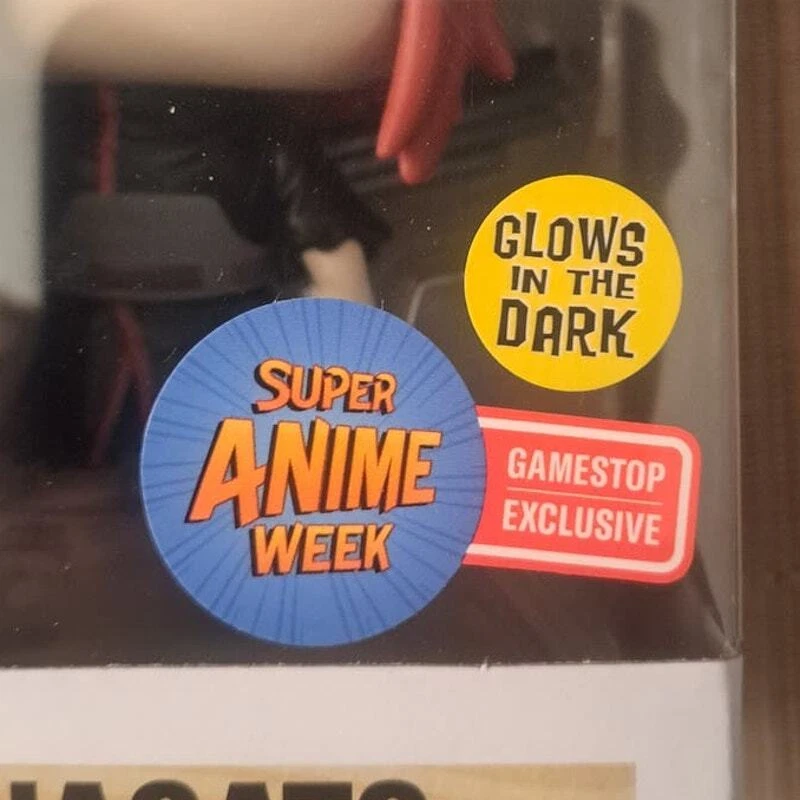 GLOWS
IN THE
DARK
SUPER
ANIME
WEEK
GAMESTOP
EXCLUSIVE